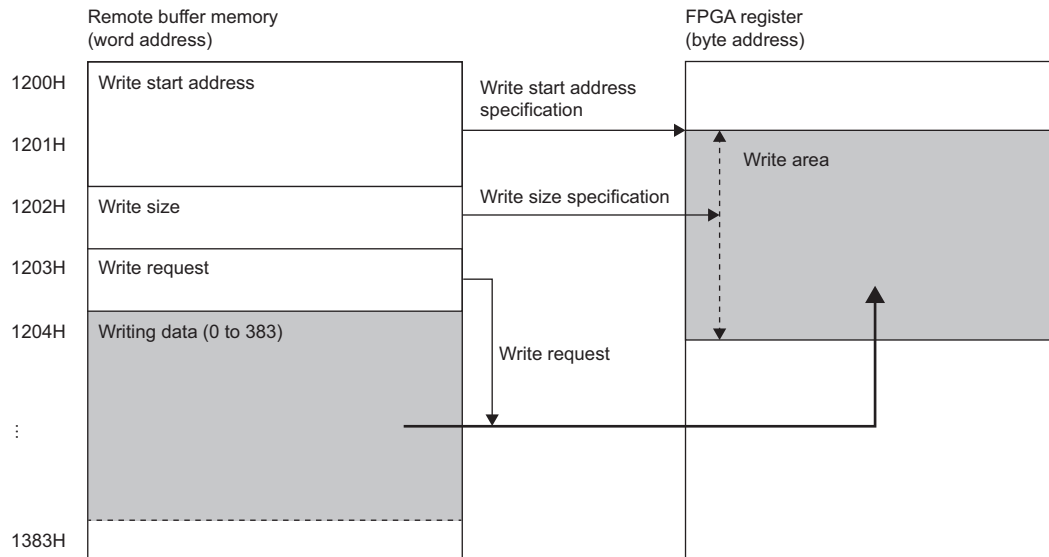 Remote buffer memory
(word address)
FPGA register
(byte address)
1200H
Write start address
Write start address
specification
1201H
Write area
1202H
Write size
Write size specification
1203H
Write request
1204H
Writing data (0 to 383)
Write request
⋮
1383H